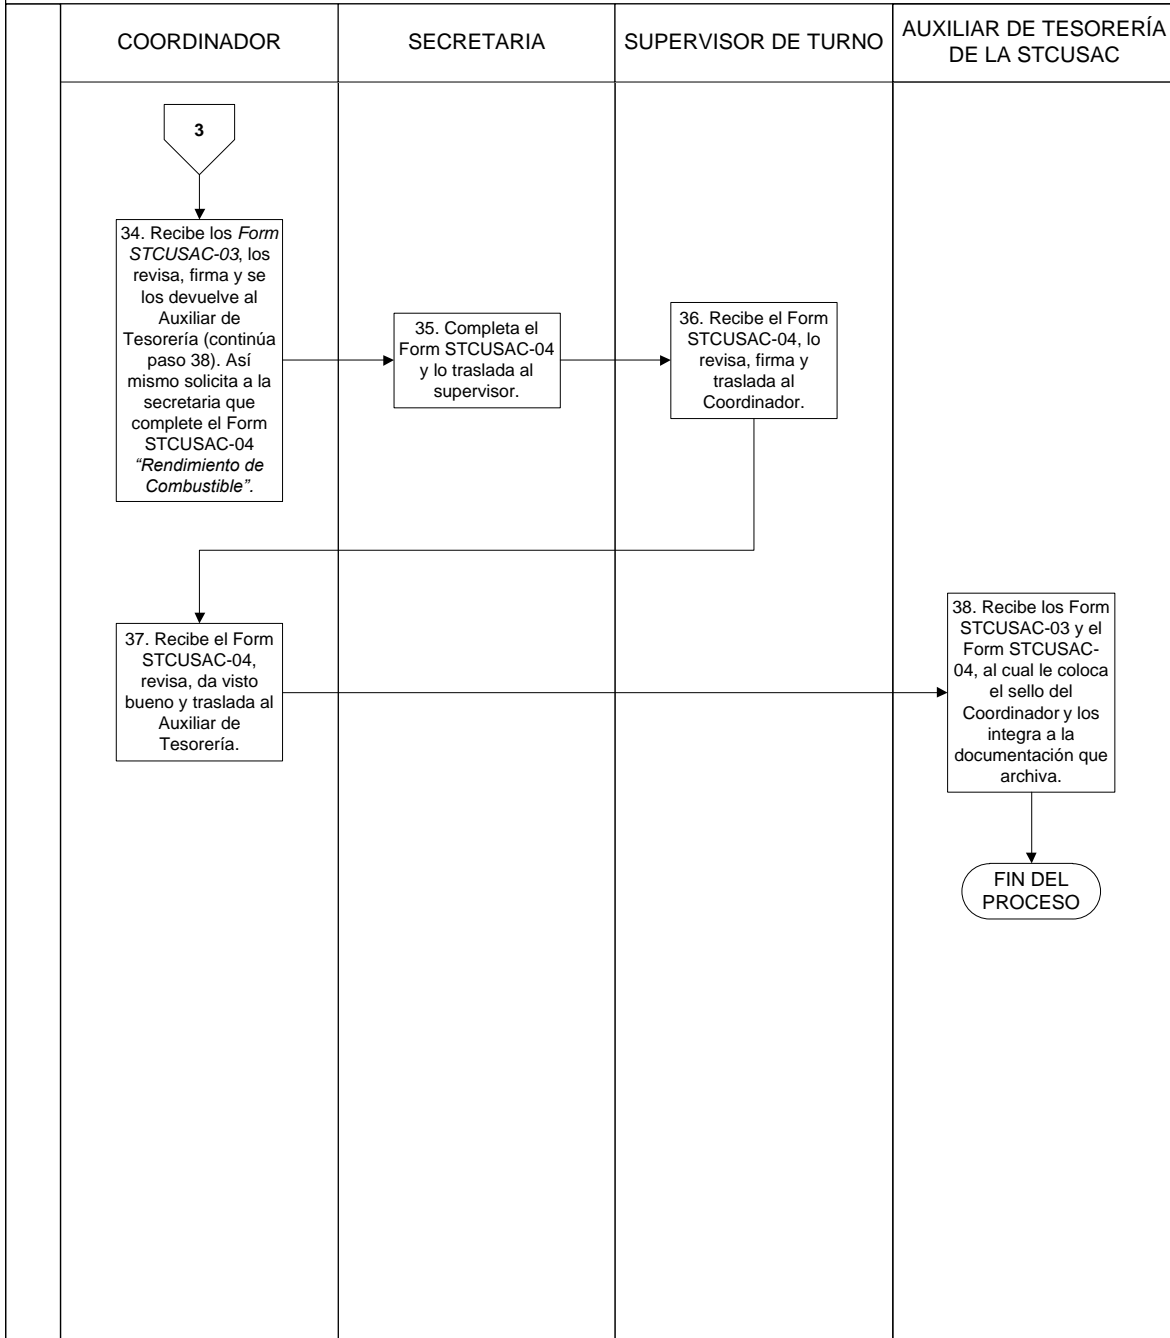 COORDINADOR
SECRETARIA
SUPERVISOR DE TURNO
AUXILIAR DE TESORERÍA
DE LA STCUSAC
3
34. Recibe los Form
STCUSAC-03, los
revisa, firma y se
los devuelve al
Auxiliar de
Tesorería (continúa
paso 38). Así
mismo solicita a la
secretaria que
complete el Form
STCUSAC-04
“Rendimiento de
Combustible”.
35. Completa el
Form STCUSAC-04
y lo traslada al
supervisor.
36. Recibe el Form
STCUSAC-04, lo
revisa, firma y
traslada al
Coordinador.
37. Recibe el Form
STCUSAC-04,
revisa, da visto
bueno y traslada al
Auxiliar de
Tesorería.
38. Recibe los Form
STCUSAC-03 y el
Form STCUSAC-
04, al cual le coloca
el sello del
Coordinador y los
integra a la
documentación que
archiva.
FIN DEL
PROCESO